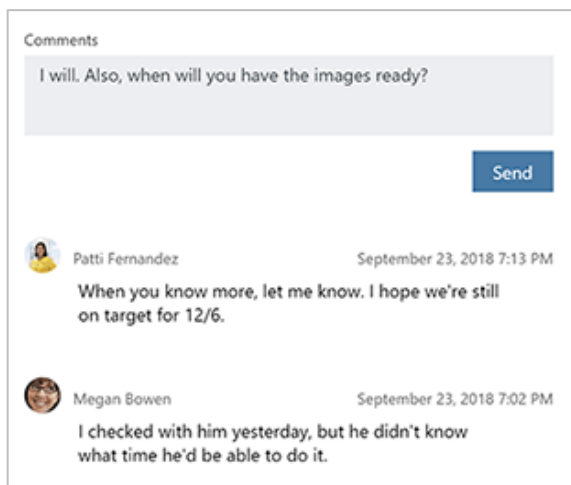 Comments
I will. Also, when will you have the images ready?
Send
Patti Fernandez September 23, 2018 7:13 PM
When you know more, let me know. I hope we're still
on target for 12/6.
Megan Bowen September 23, 2018 7:02 PM
I checked with him yesterday, but he didn't know
what time he'd be able to do it.